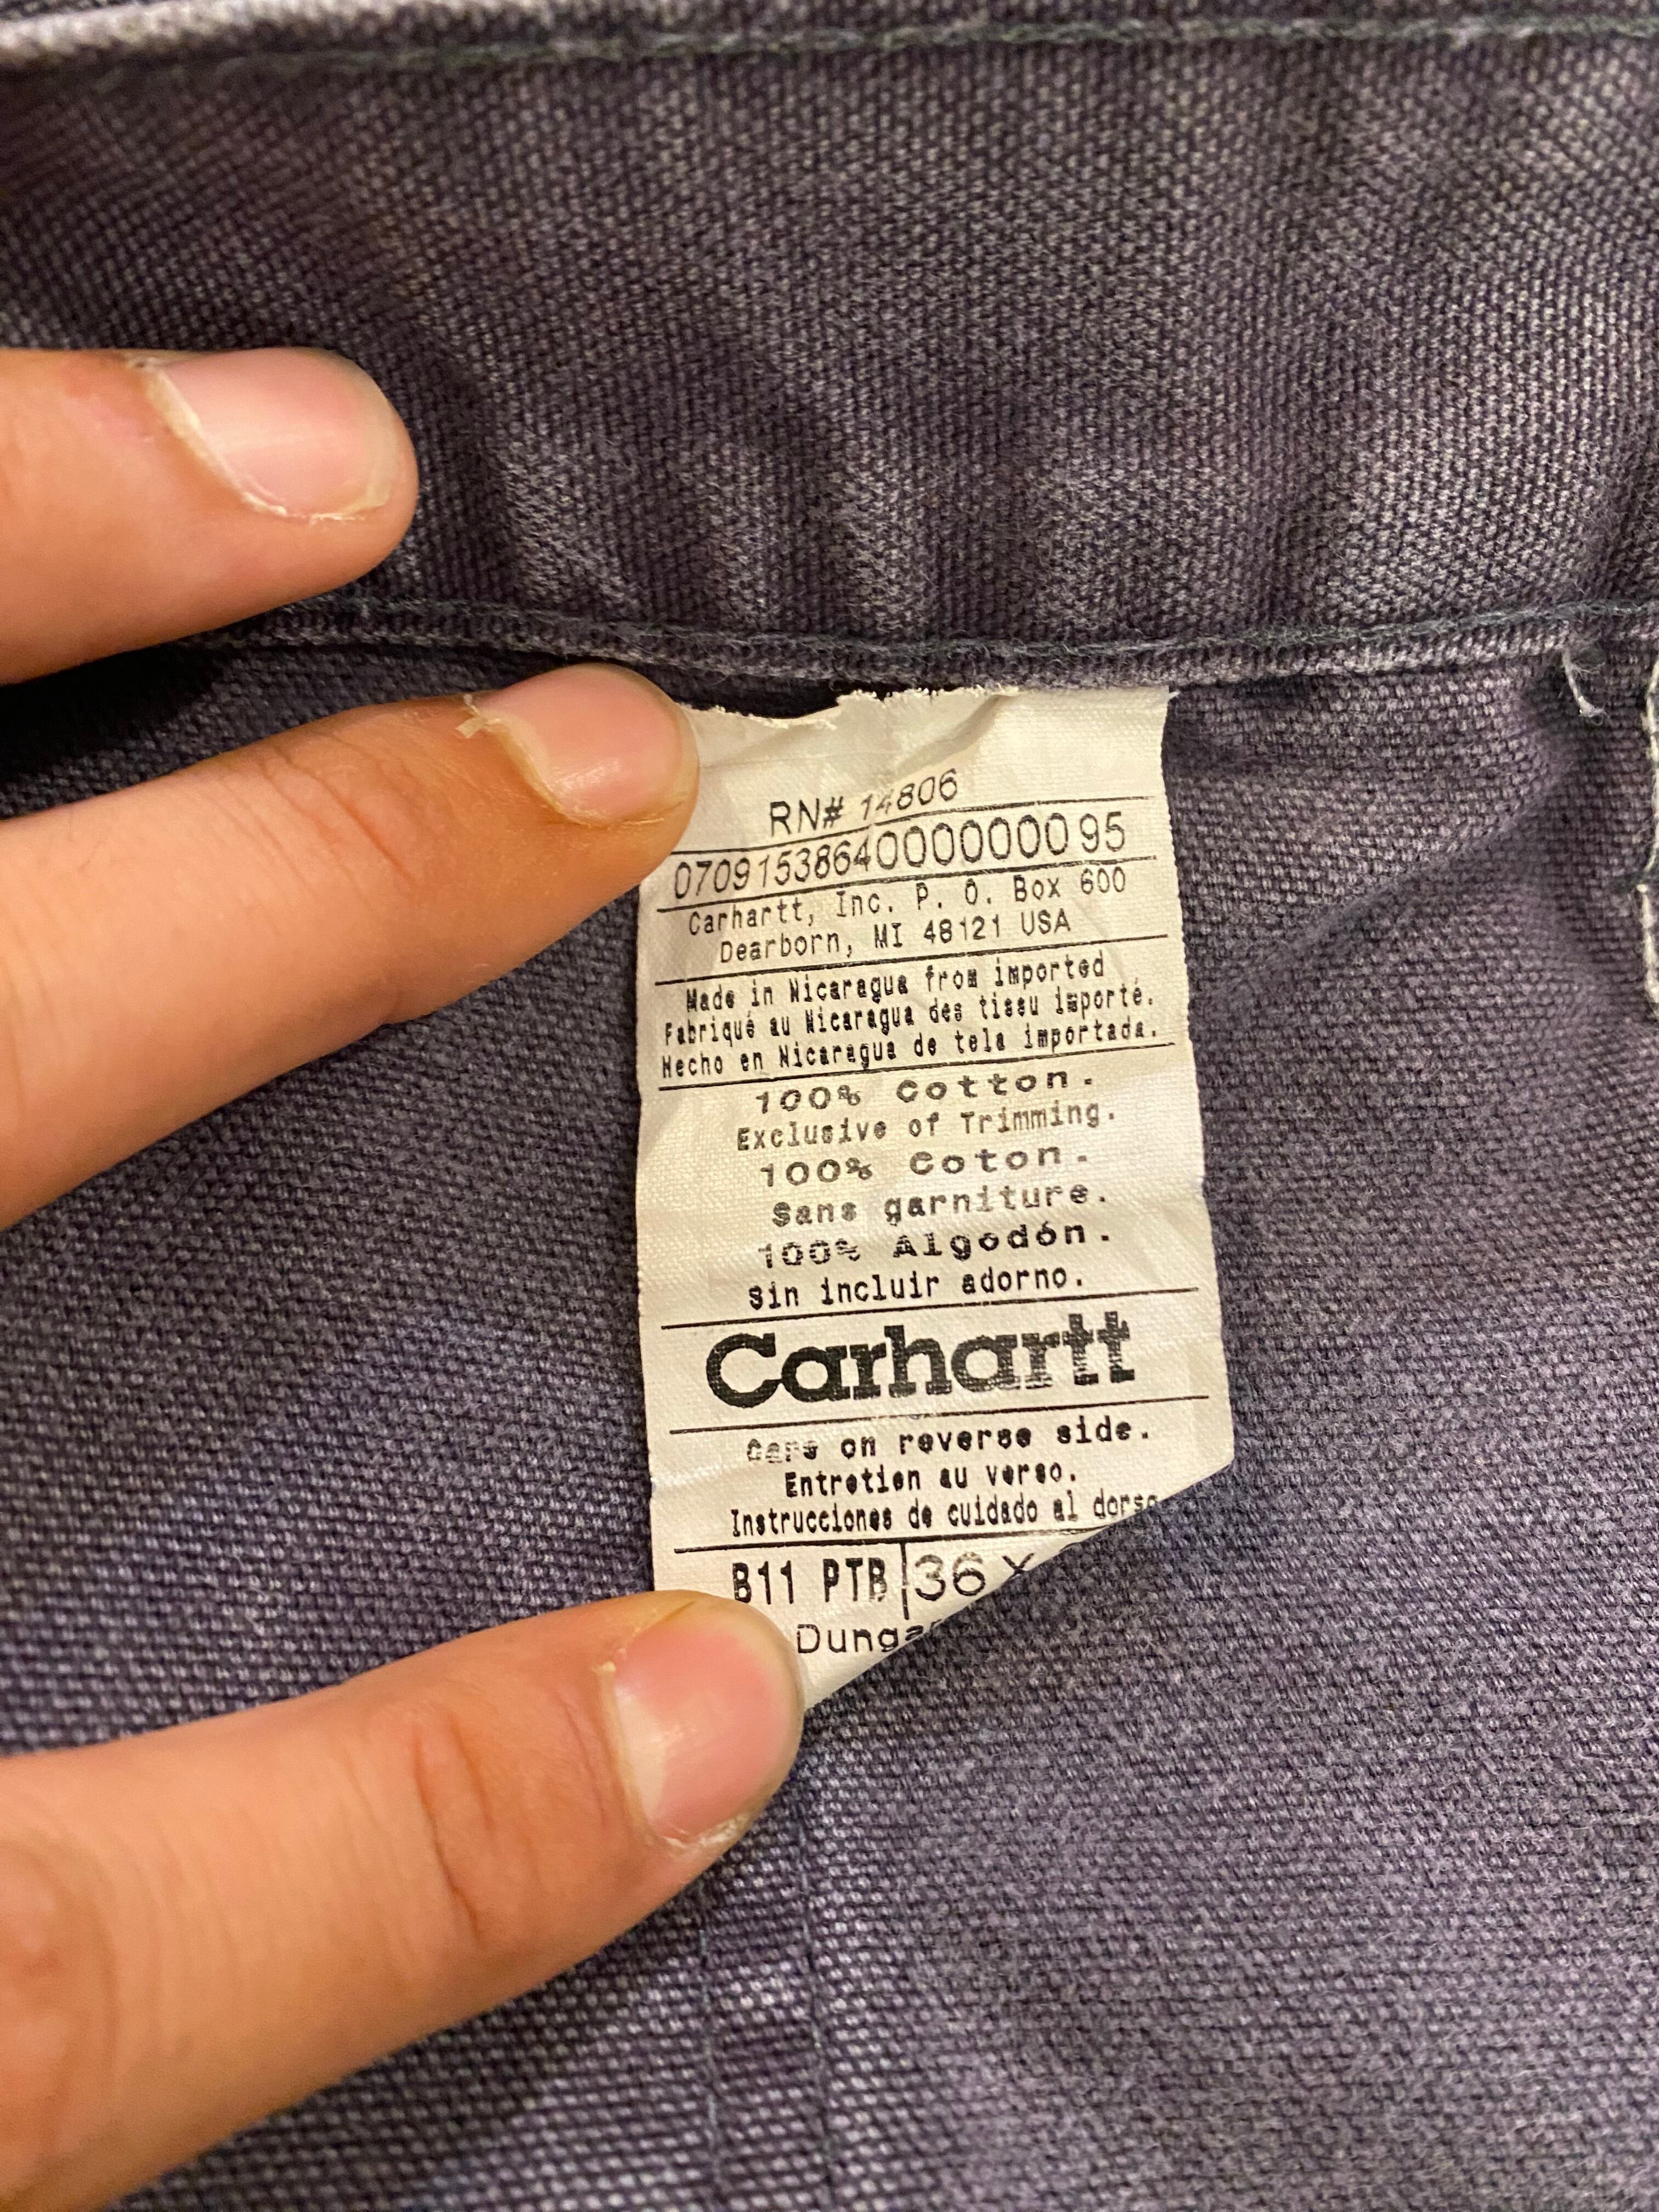 RN# 14806
07091538640000000095
Carhartt, Inc. P. O. Box 600
Dearborn, MI 48121 USA
Made in Nicaragua from imported
Fabriqué au Nicaragua des tissu importé.
Hecho en Nicaragua de tela importada.
100% Cotton.
Exclusive of Trimming.
100% Coton.
Sans garniture.
100% Algodón.
Sin incluir adorno.
Carhartt
Care on reverse side.
Entretien au verso.
Instrucciones de cuidado al dorso
B11 PTB 36 X